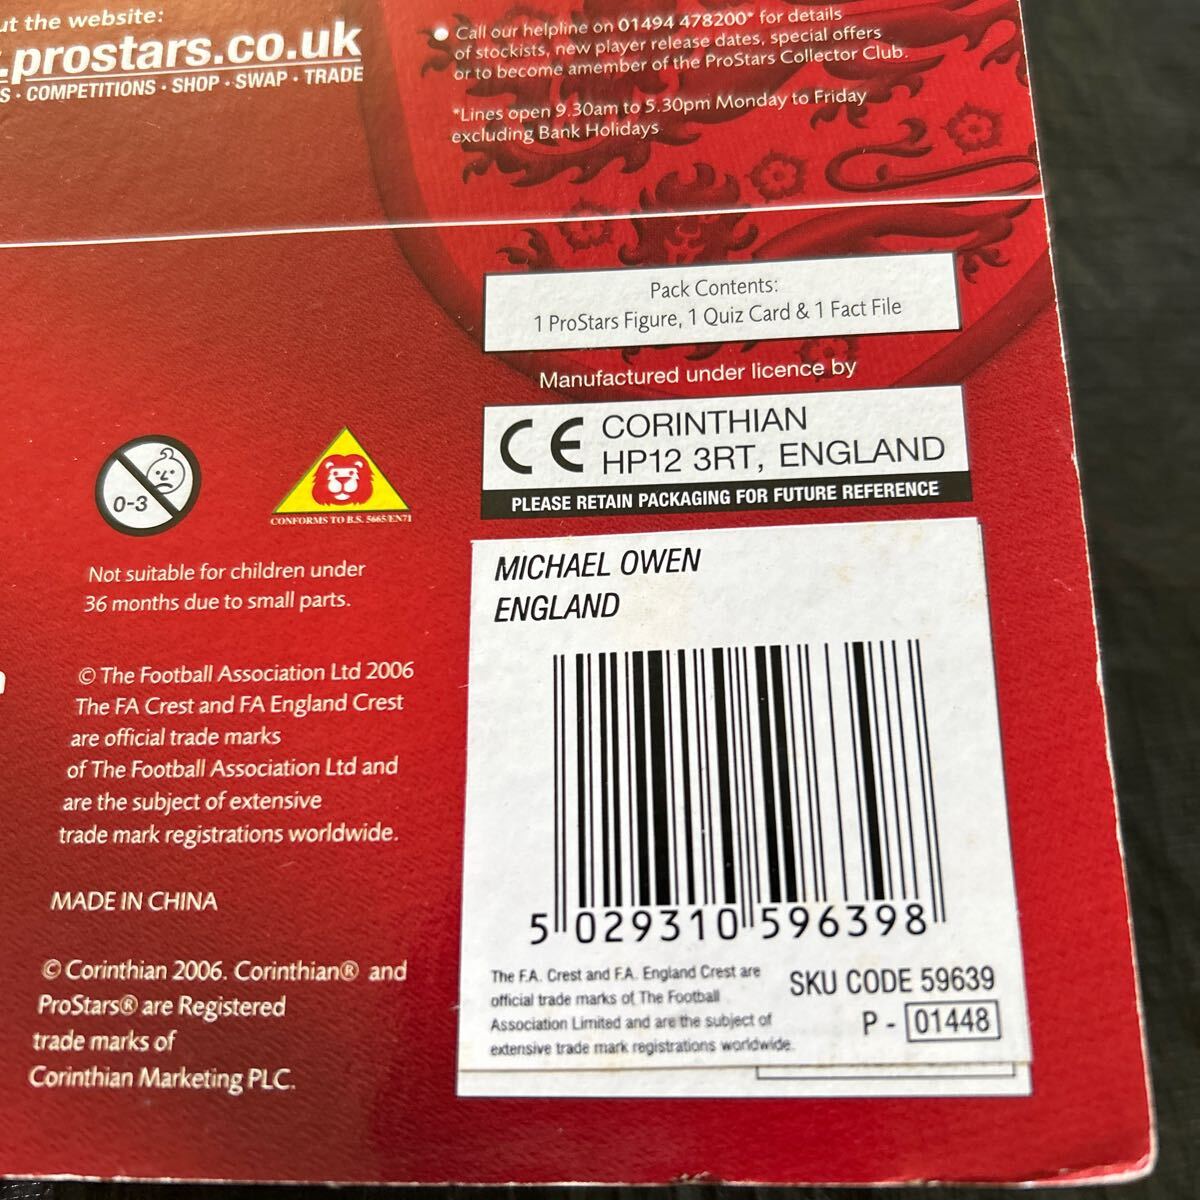 ut the website:
.prostars.co.uk
S · COMPETITIONS · SHOP · SWAP · TRADE
● Call our helpline on 01494 478200* for details
of stockists, new player release dates, special offers
or to become amember of the ProStars Collector Club.
*Lines open 9.30am to 5.30pm Monday to Friday
excluding Bank Holidays
Pack Contents:
1 ProStars Figure, 1 Quiz Card & 1 Fact File
Manufactured under licence by
CE CORINTHIAN
HP12 3RT, ENGLAND
PLEASE RETAIN PACKAGING FOR FUTURE REFERENCE
0-3
CONFORMS TO B.S. 5665/EN71
Not suitable for children under
36 months due to small parts.
© The Football Association Ltd 2006
The FA Crest and FA England Crest
are official trade marks
of The Football Association Ltd and
are the subject of extensive
trade mark registrations worldwide.
MADE IN CHINA
© Corinthian 2006. Corinthian® and
ProStars® are Registered
trade marks of
Corinthian Marketing PLC.
MICHAEL OWEN
ENGLAND
5 029310 596398
The F.A. Crest and F.A. England Crest are
official trade marks of The Football
Association Limited and are the subject of
extensive trade mark registrations worldwide.
SKU CODE 59639
P - 01448